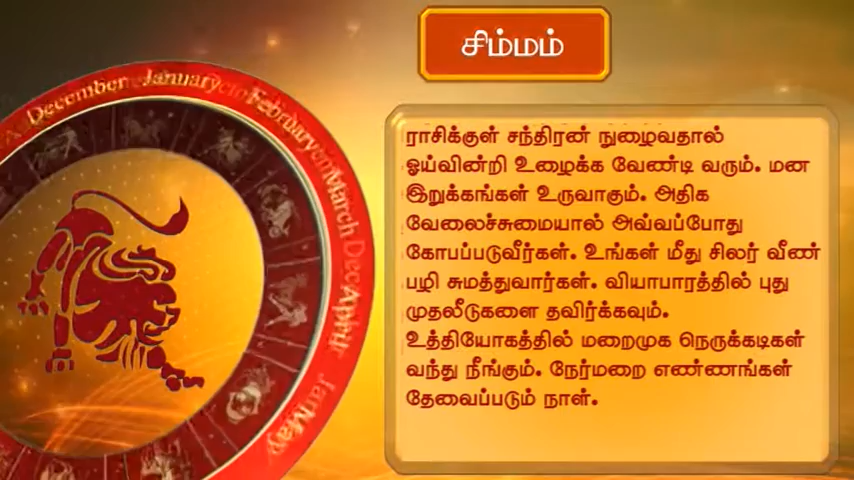 சிம்மம்
ராசிக்குள் சந்திரன் நுழைவதால்
ஓய்வின்றி உழைக்க வேண்டி வரும். மன
இறுக்கங்கள் உருவாகும். அதிக
வேலைச்சுமையால் அவ்வப்போது
கோபப்படுவீர்கள். உங்கள் மீது சிலர் வீண்
பழி சுமத்துவார்கள். வியாபாரத்தில் புது
முதலீடுகளை தவிர்க்கவும்.
உத்தியோகத்தில் மறைமுக நெருக்கடிகள்
வந்து நீங்கும். நேர்மறை எண்ணங்கள்
தேவைப்படும் நாள்.
December
January
February
March
April
May